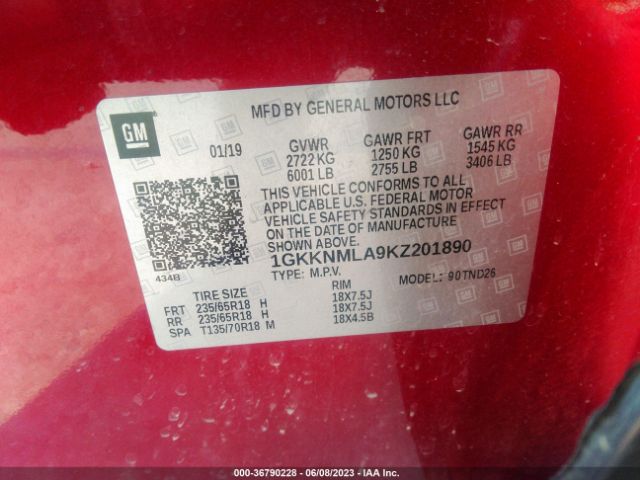 MFD BY GENERAL MOTORS LLC
GM
01/19
GVWR GAWR FRT GAWR RR
2722 KG 1250 KG 1545 KG
6001 LB 2755 LB 3406 LB
THIS VEHICLE CONFORMS TO ALL
APPLICABLE U.S. FEDERAL MOTOR
VEHICLE SAFETY STANDARDS IN EFFECT
ON THE DATE OF MANUFACTURE
SHOWN ABOVE.
434B
1GKKNMLA9KZ201890
TYPE: M.P.V. MODEL: 90TND26
TIRE SIZE RIM
FRT 235/65R18 H 18X7.5J
RR 235/65R18 H 18X7.5J
SPA T135/70R18 M 18X4.5B
000-36790228 - 06/08/2023 - IAA Inc.